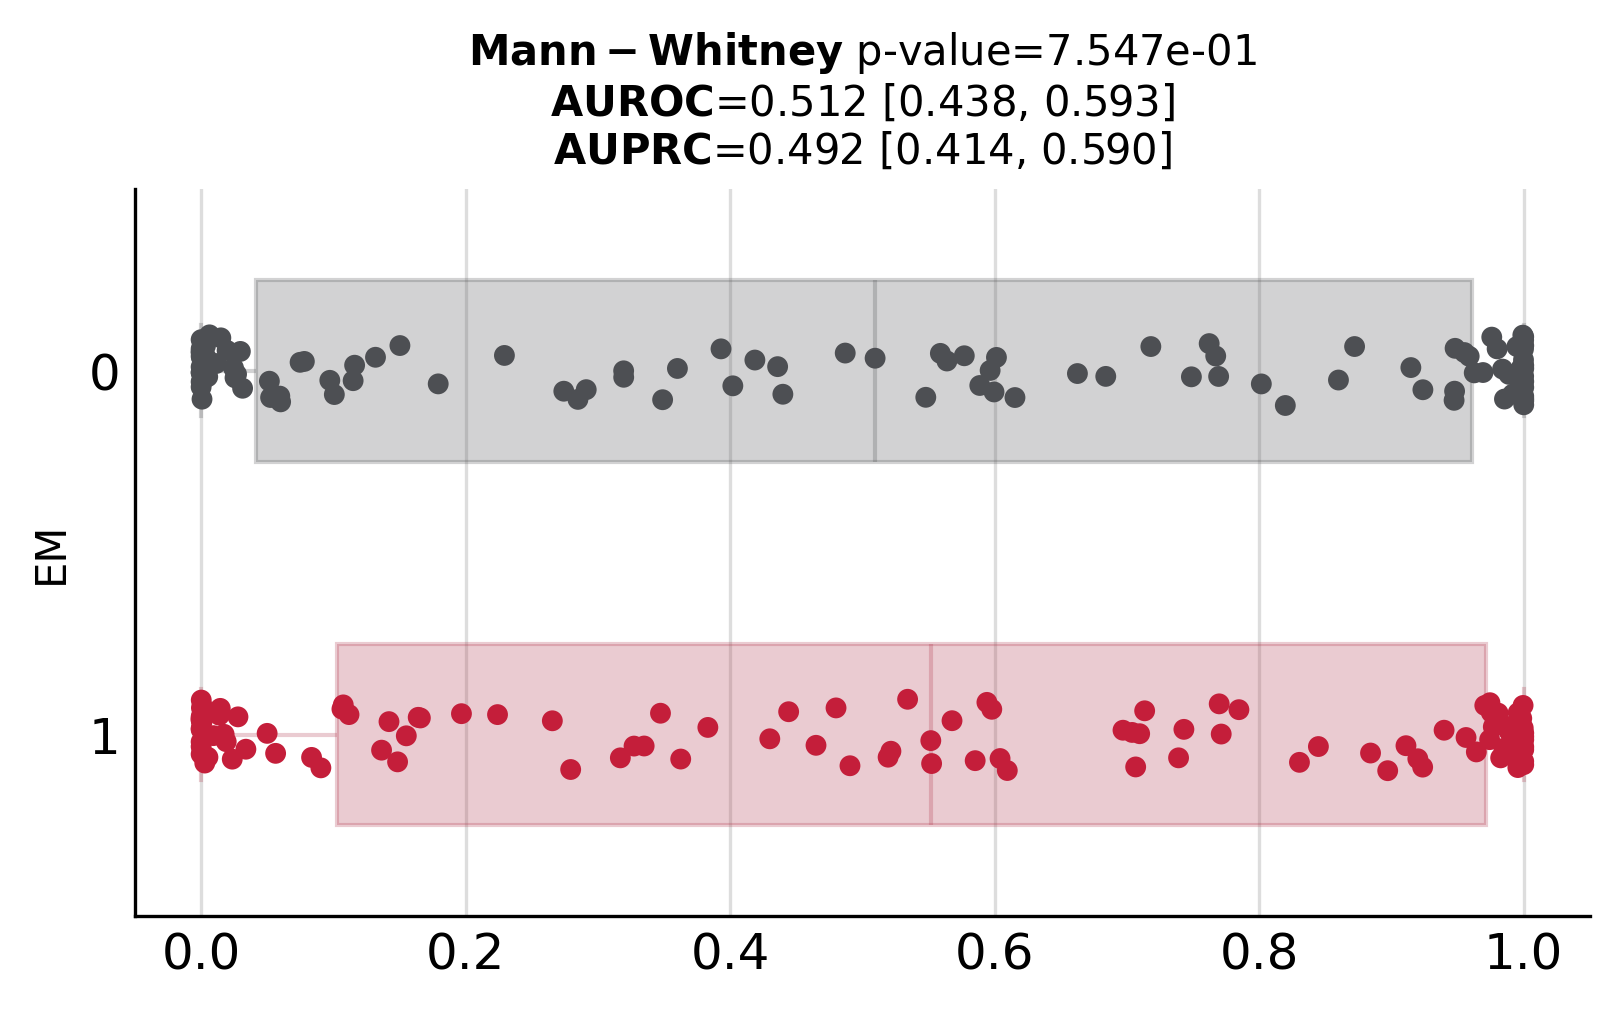 Mann – Whitney p-value=7.547e-01
AUROC=0.512 [0.438, 0.593]
AUPRC=0.492 [0.414, 0.590]
0
EM
1
0.0 0.2 0.4 0.6 0.8 1.0